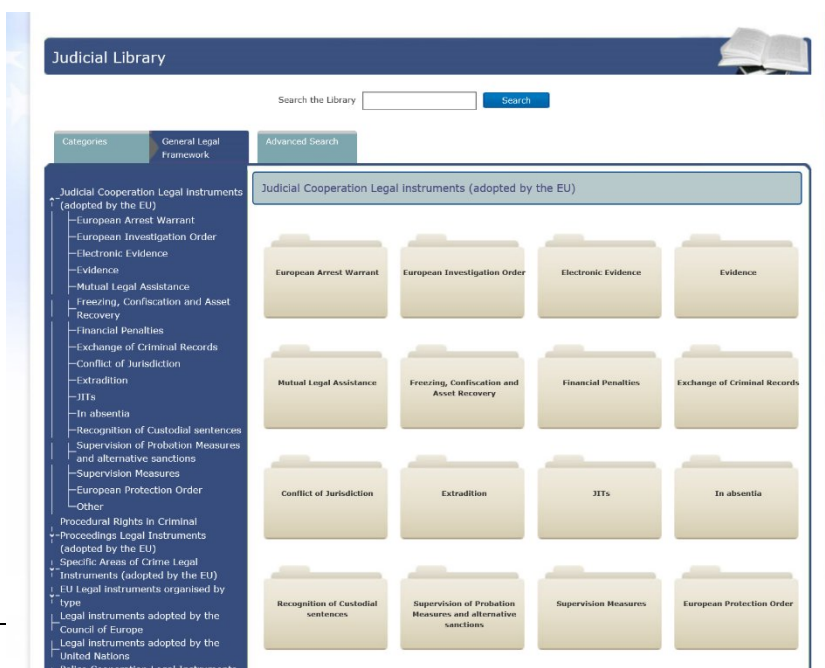 Judicial Library
Search the Library
Search
Categories
General Legal
Framework
Advanced Search
Judicial Cooperation Legal instruments
(adopted by the EU)
European Arrest Warrant
European Investigation Order
Electronic Evidence
Evidence
Mutual Legal Assistance
Freezing, Confiscation and Asset
Recovery
Financial Penalties
Exchange of Criminal Records
Conflict of Jurisdiction
Extradition
JITs
In absentia
Recognition of Custodial sentences
Supervision of Probation Measures
and alternative sanctions
Supervision Measures
European Protection Order
Other
Procedural Rights in Criminal
Proceedings Legal Instruments
(adopted by the EU)
Specific Areas of Crime Legal
Instruments (adopted by the EU)
EU Legal instruments organised by
type
Legal instruments adopted by the
Council of Europe
Legal instruments adopted by the
United Nations
Police Cooperation Legal Instruments
Judicial Cooperation Legal instruments (adopted by the EU)
European Arrest Warrant
European Investigation Order
Electronic Evidence
Evidence
Mutual Legal Assistance
Freezing, Confiscation and
Asset Recovery
Financial Penalties
Exchange of Criminal Records
Conflict of Jurisdiction
Extradition
JITs
In absentia
Recognition of Custodial
sentences
Supervision of Probation
Measures and alternative
sanctions
Supervision Measures
European Protection Order